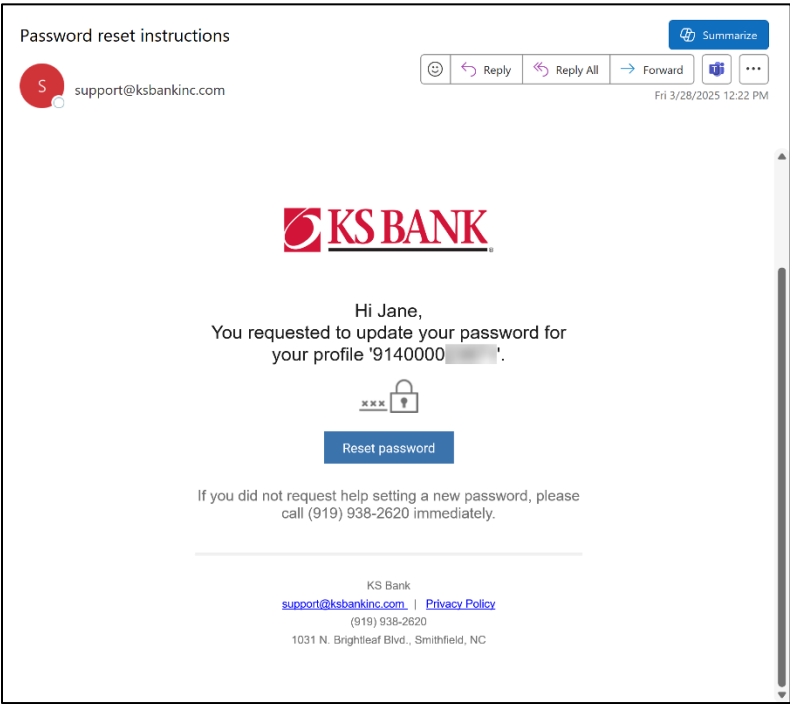 Password reset instructions
Summarize
S
support@ksbankinc.com
Reply
Reply All
Forward
Fri 3/28/2025 12:22 PM
KS BANK
Hi Jane,
You requested to update your password for
your profile '9140000 '.
xxx
Reset password
If you did not request help setting a new password, please
call (919) 938-2620 immediately.
KS Bank
support@ksbankinc.com | Privacy Policy
(919) 938-2620
1031 N. Brightleaf Blvd., Smithfield, NC